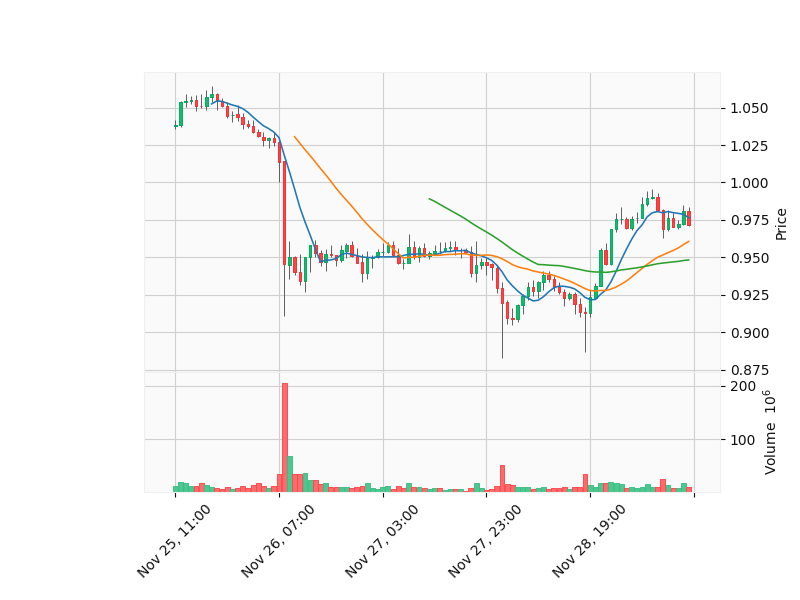 1.050
1.025
1.000
0.975
0.950
0.925
0.900
0.875
Price
200
100
Volume 10^6
Nov 25, 11:00
Nov 26, 07:00
Nov 27, 03:00
Nov 27, 23:00
Nov 28, 19:00